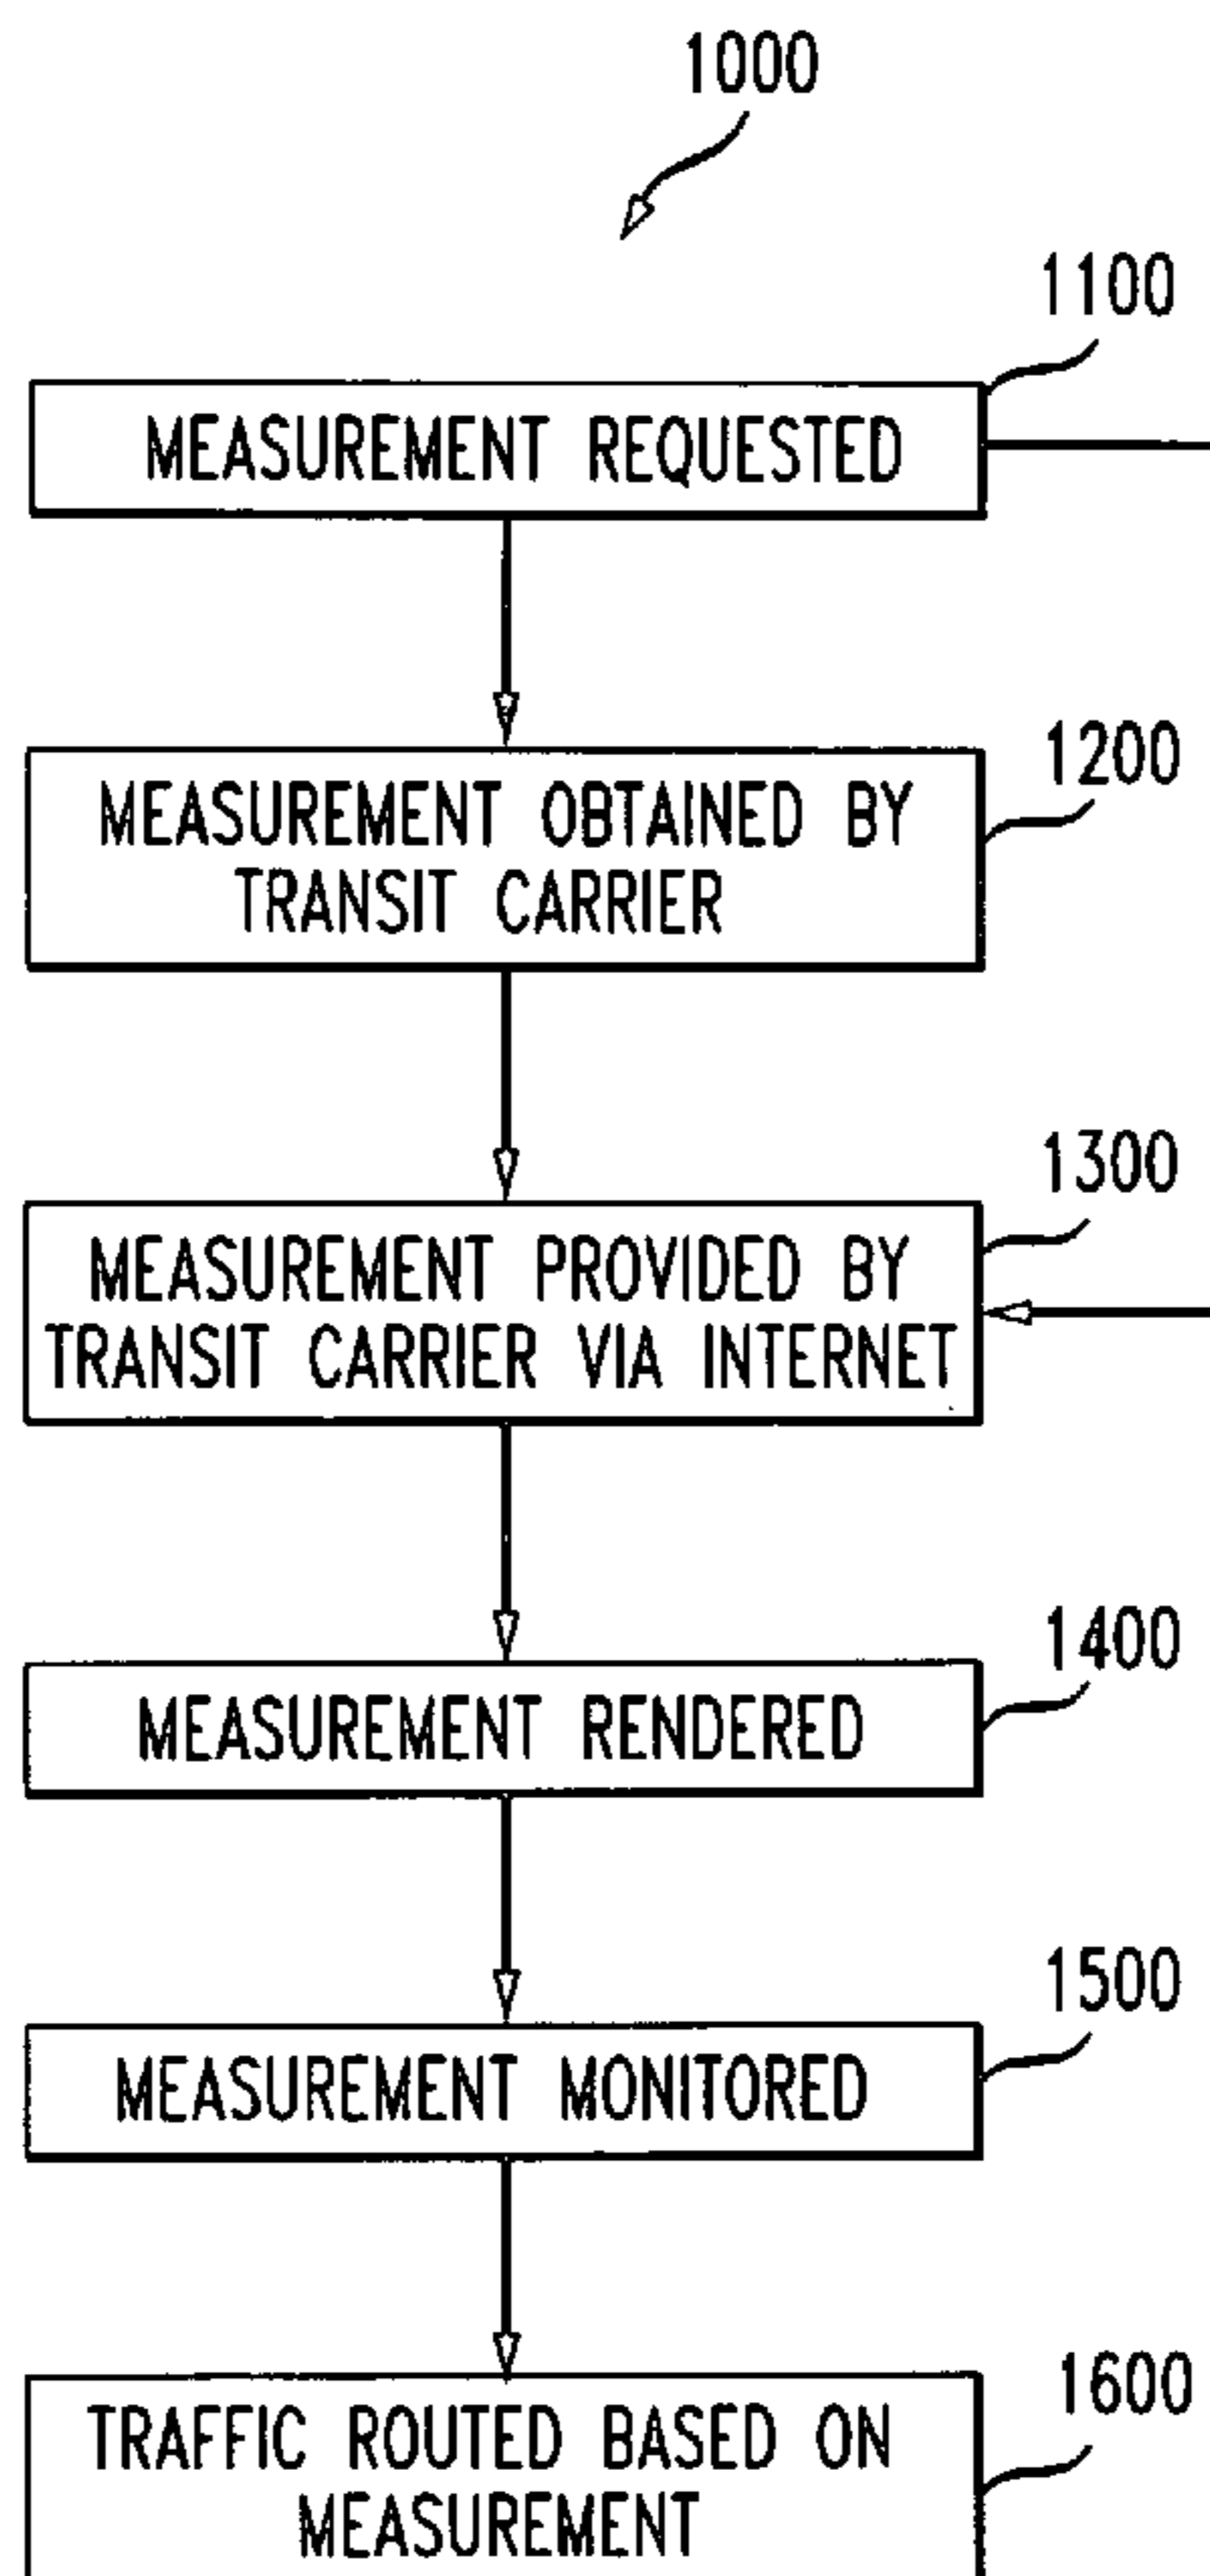 1000
1100
MEASUREMENT REQUESTED
1200
MEASUREMENT OBTAINED BY
TRANSIT CARRIER
1300
MEASUREMENT PROVIDED BY
TRANSIT CARRIER VIA INTERNET
1400
MEASUREMENT RENDERED
1500
MEASUREMENT MONITORED
1600
TRAFFIC ROUTED BASED ON
MEASUREMENT